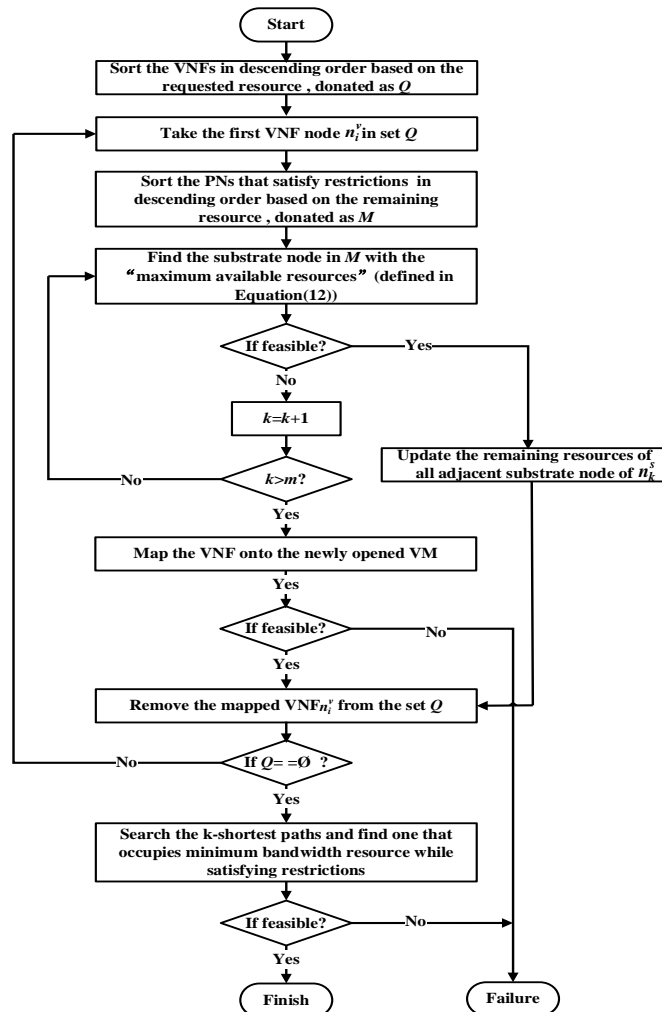 Start
Sort the VNFs in descending order based on the
requested resource , donated as Q
Take the first VVNF node n_i^v in set Q
Sort the PNs that satisfy restrictions in
descending order based on the remaining
resource , donated as M
Find the substrate node in M with the
“maximum available resources” (defined in
Equation(12))
If feasible?
Yes
No
k=k+1
Update the remaining resources of
all adjacent substrate node of n_k^s
No
k>m?
Yes
Map the VNF onto the newly opened VM
Yes
If feasible?
No
Yes
Remove the mapped VNF n_i^v from the set Q
No
If Q= =Ø ?
Yes
Search the k-shortest paths and find one that
occupies minimum bandwidth resource while
satisfying restrictions
If feasible?
No
Yes
Finish
Failure